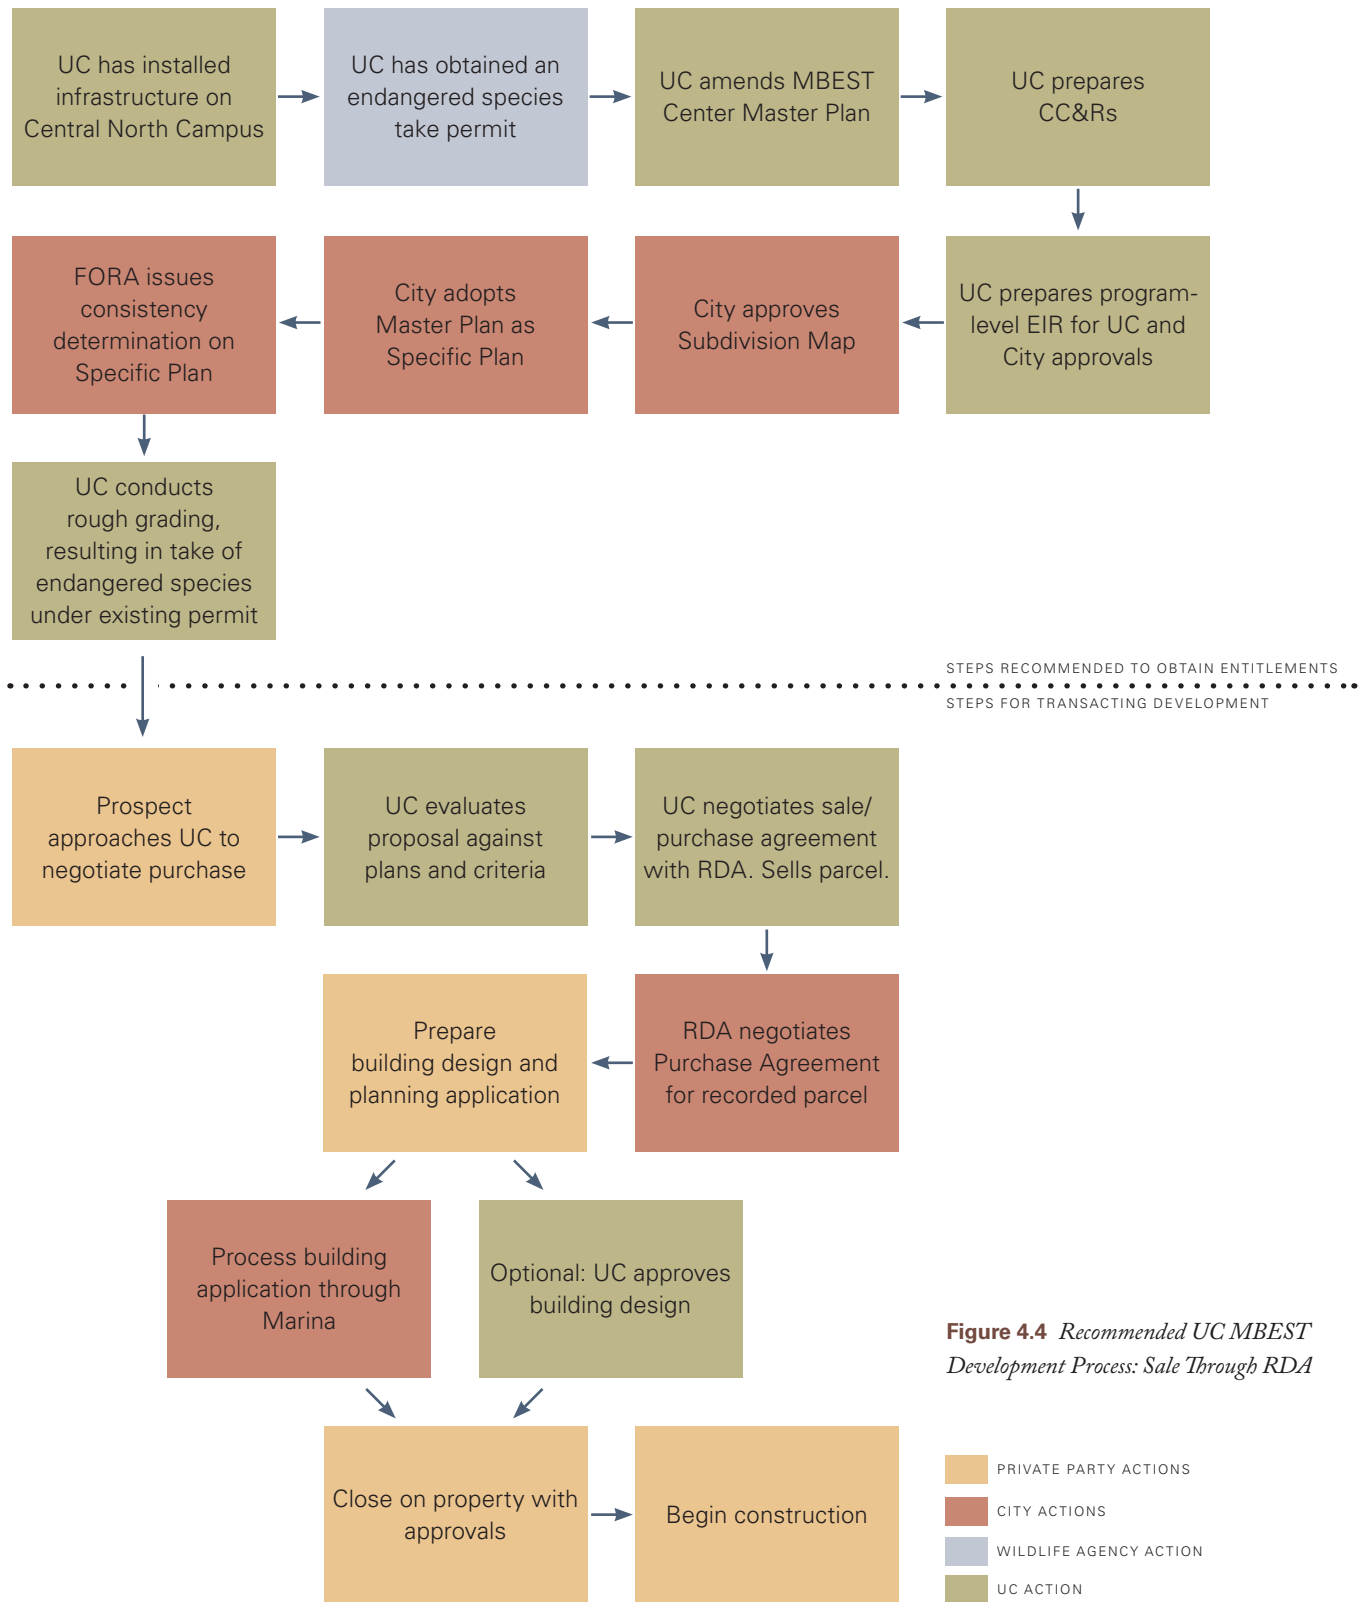 UC has installed
infrastructure on
Central North Campus
UC has obtained an
endangered species
take permit
UC amends MBEST
Center Master Plan
UC prepares
CC&Rs
UC prepares program-
level EIR for UC and
City approvals
City approves
Subdivision Map
City adopts
Master Plan as
Specific Plan
FORA issues
consistency
determination on
Specific Plan
UC conducts
rough grading,
resulting in take of
endangered species
under existing permit
STEPS RECOMMENDED TO OBTAIN ENTITLEMENTS
STEPS FOR TRANSACTING DEVELOPMENT
Prospect
approaches UC to
negotiate purchase
UC evaluates
proposal against
plans and criteria
UC negotiates sale/
purchase agreement
with RDA. Sells parcel.
RDA negotiates
Purchase Agreement
for recorded parcel
Prepare
building design and
planning application
Process building
application through
Marina
Optional: UC approves
building design
Close on property with
approvals
Begin construction
Figure 4.4 Recommended UC MBEST
Development Process: Sale Through RDA
PRIVATE PARTY ACTIONS
CITY ACTIONS
WILDLIFE AGENCY ACTION
UC ACTION